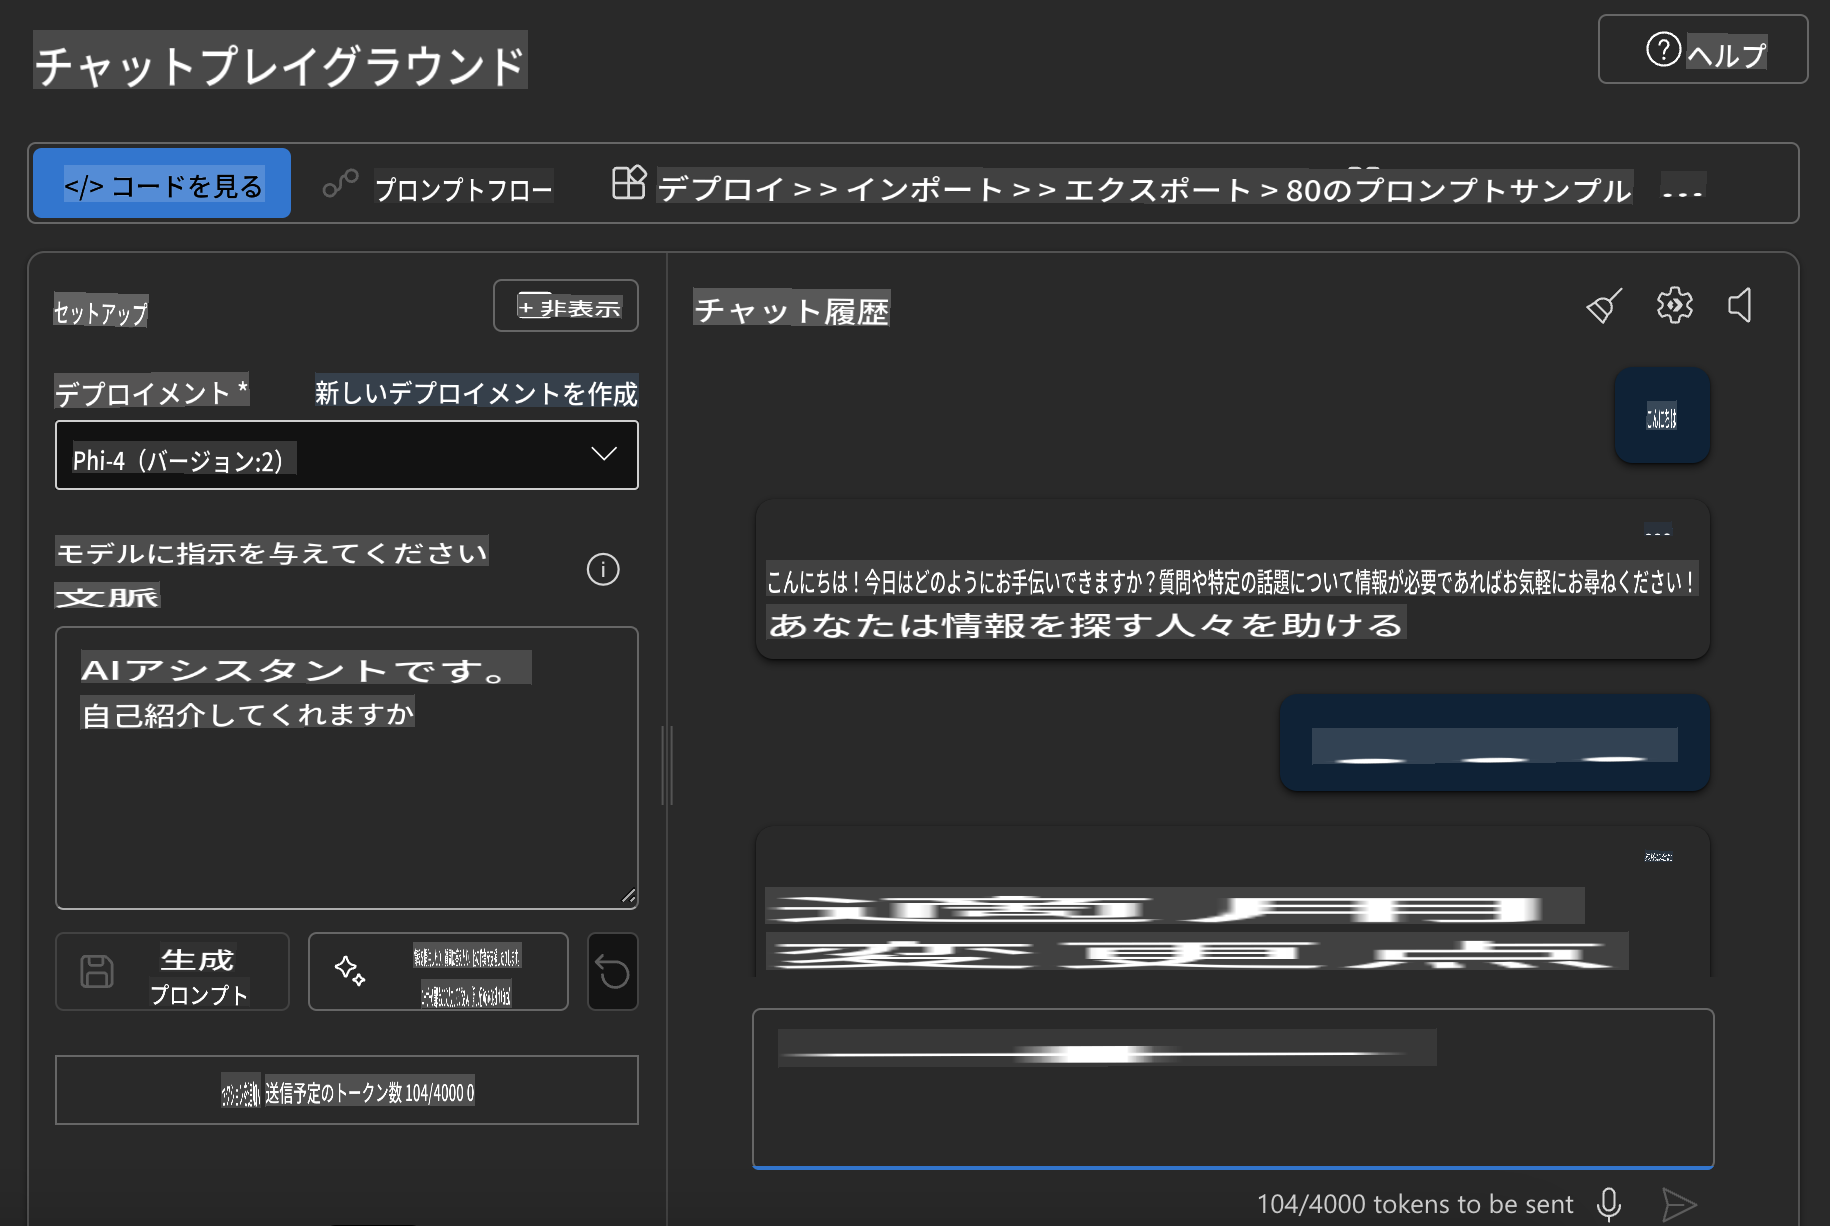 チャットプレイグラウンド
ヘルプ
</> コードを見る
プロンプトフロー
デプロイ > > インポート > > エクスポート > 80のプロンプトサンプル
...
セットアップ
+ 非表示
デプロイメント *
新しいデプロイメントを作成
Phi-4（バージョン:2）
モデルに指示を与えてください
文脈
AIアシスタントです。
自己紹介してくれますか
生成
プロンプト
送信予定のトークン数 104/4000 0
チャット履歴
こんにちは
...
こんにちは！今日はどのようにお手伝いできますか？質問や特定の話題について情報が必要であればお気軽にお尋ねください！
あなたは情報を探す人々を助ける
変更点
104/4000 tokens to be sent